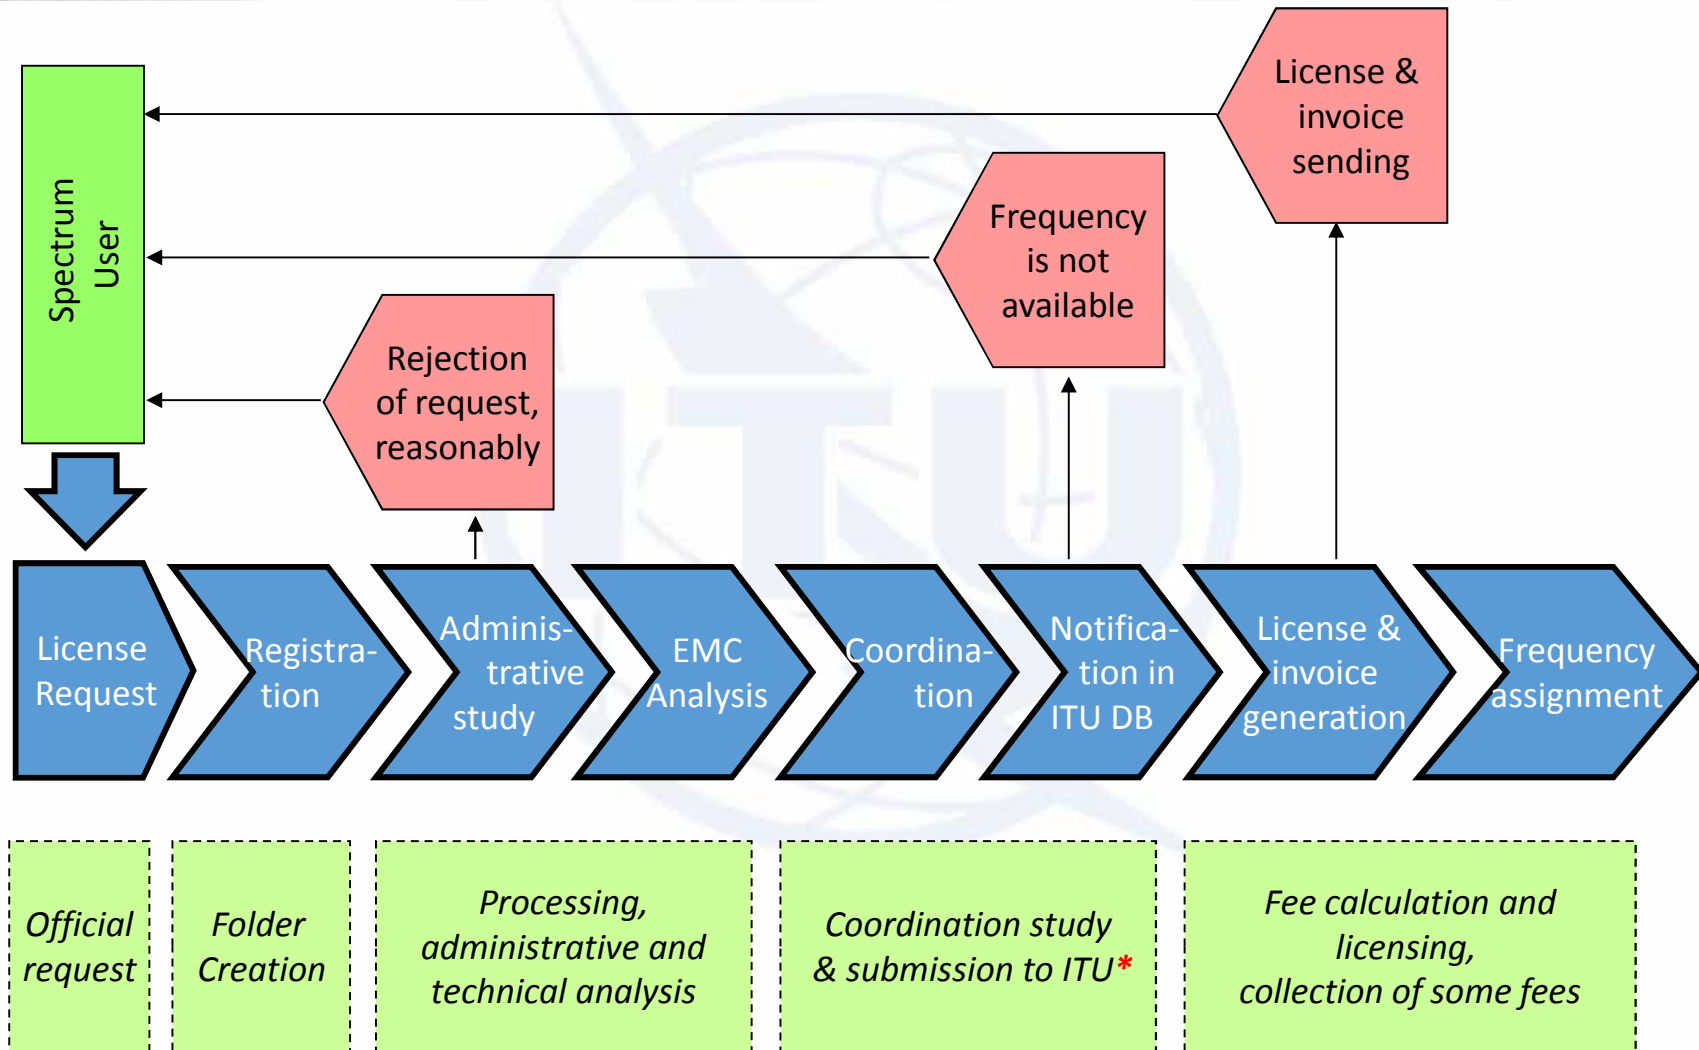 License &
invoice
sending
Spectrum
User
Frequency
is not
available
Rejection
of request,
reasonably
License
Request
Registra-
tion
Adminis-
trative
study
EMC
Analysis
Coordina-
tion
Notifica-
tion in
ITU DB
License &
invoice
generation
Frequency
assignment
Official
request
Folder
Creation
Processing,
administrative and
technical analysis
Coordination study
& submission to ITU*
Fee calculation and
licensing,
collection of some fees
ITU